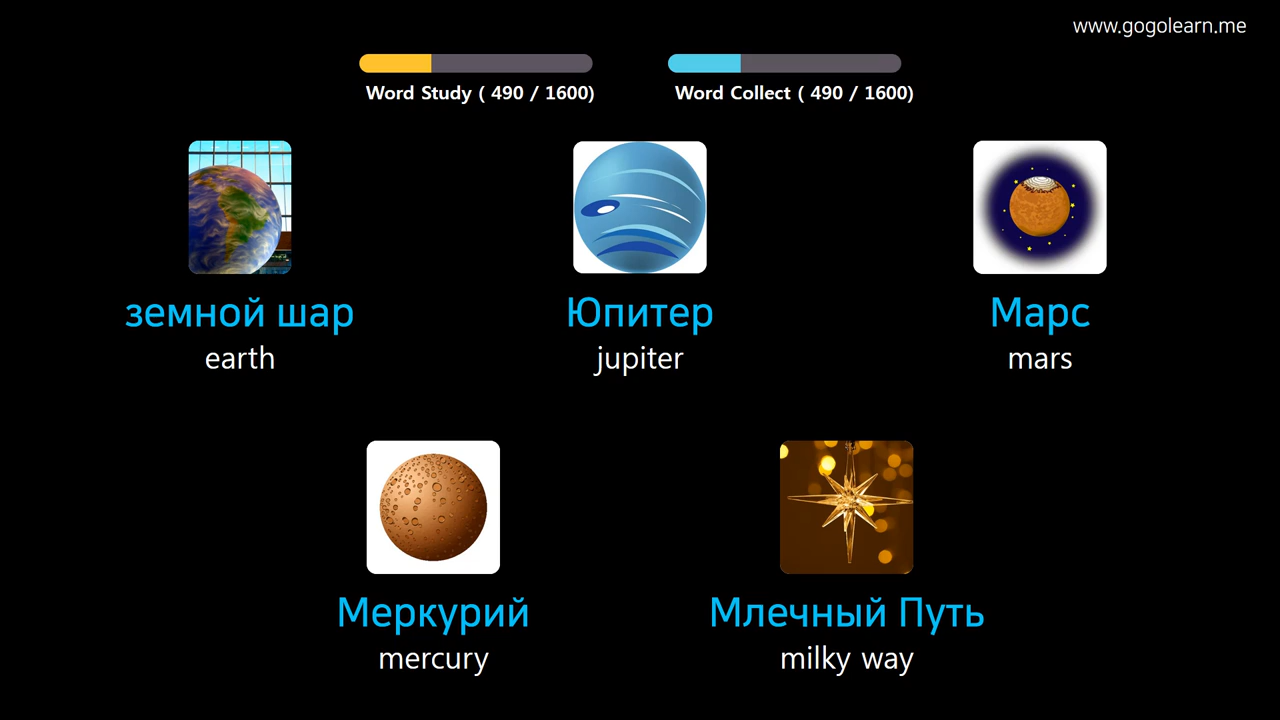 www.gogolearn.me
Word Study ( 490 / 1600)
Word Collect ( 490 / 1600)
земной шар
earth
Юпитер
jupiter
Марс
mars
Меркурий
mercury
Млечный Путь
milky way